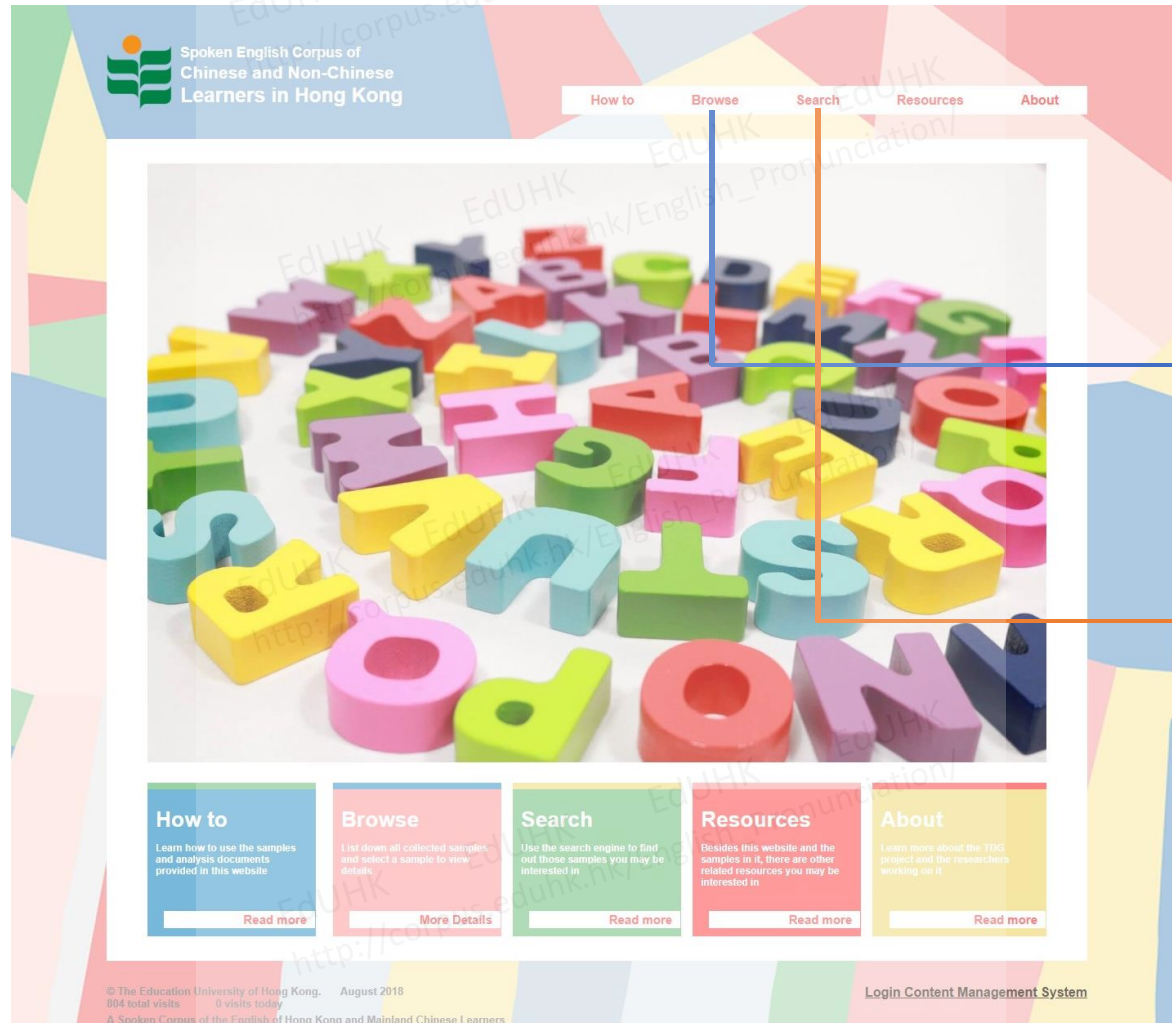 Spoken English Corpus of
Chinese and Non-Chinese
Learners in Hong Kong
How to Browse Search Resources About
How to
Learn how to use the samples
and analysis documents
provided in this website
Read more
Browse
List down all collected samples
and select a sample to view
details
More Details
Search
Use the search engine to find
out those samples you may be
interested in
Read more
Resources
Besides this website and the
samples in it, there are other
related resources you may be
interested in
Read more
About
Learn more about the TDG
project and the researchers
working on it
Read more
© The Education University of Hong Kong. August 2018
804 total visits 0 visits today
A Spoken Corpus of the English of Hong Kong and Mainland Chinese Learners
Login Content Management System
EdUHK
http://corpus.eduhk.hk/English_Pronunciation/